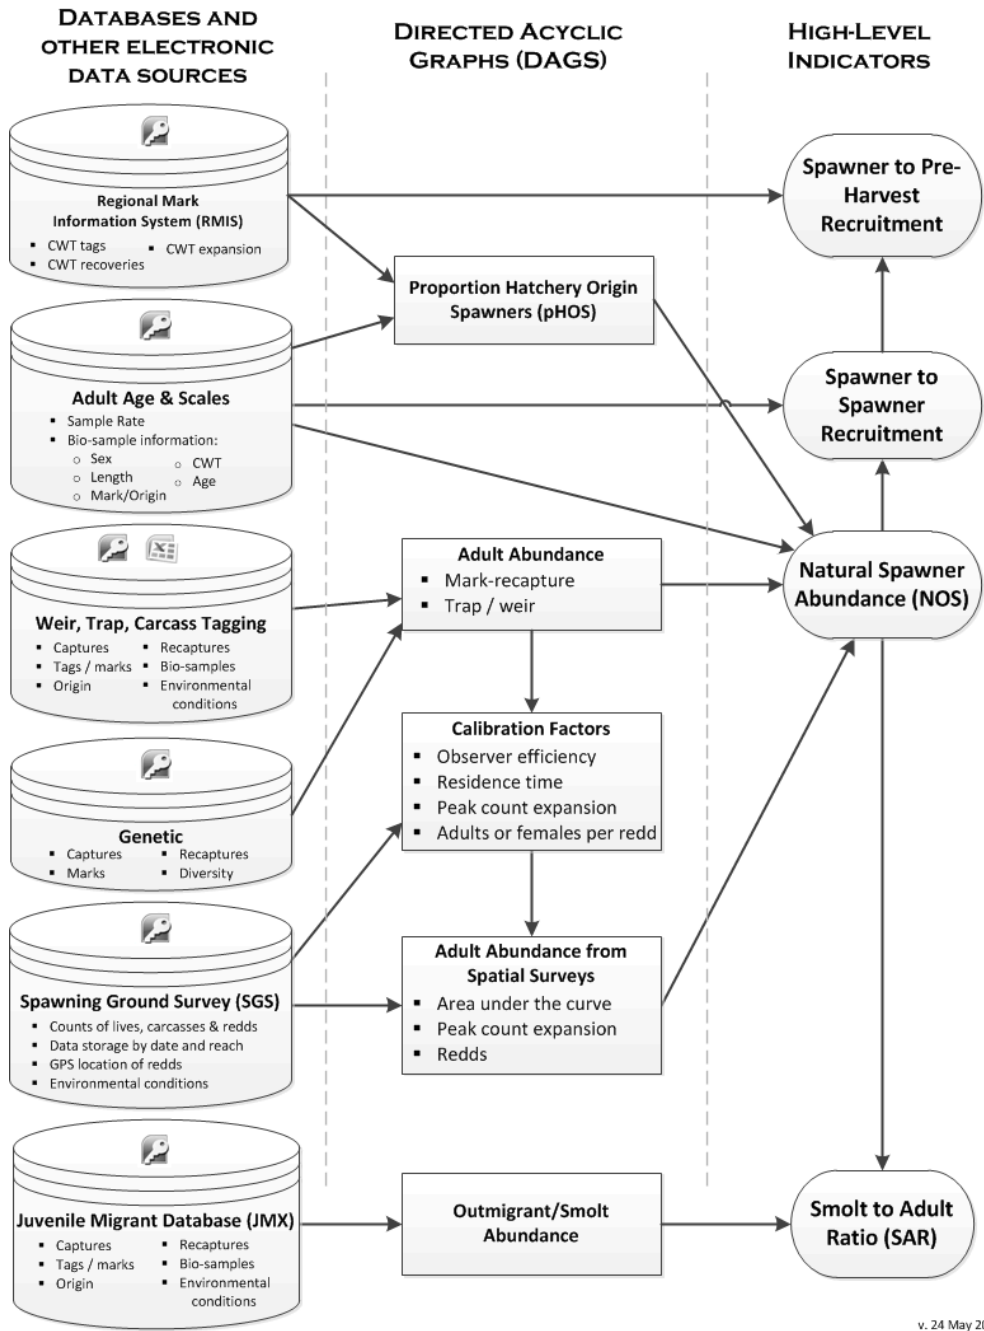 DATABASES AND
OTHER ELECTRONIC
DATA SOURCES
DIRECTED ACYCLIC
GRAPHS (DAGS)
HIGH-LEVEL
INDICATORS
Regional Mark
Information System (RMIS)
▪ CWT tags
▪ CWT recoveries
▪ CWT expansion
Adult Age & Scales
▪ Sample Rate
▪ Bio-sample information:
○ Sex
○ Length
○ Mark/Origin
○ CWT
○ Age
Weir, Trap, Carcass Tagging
▪ Captures
▪ Tags / marks
▪ Origin
▪ Recaptures
▪ Bio-samples
▪ Environmental
conditions
Genetic
▪ Captures
▪ Marks
▪ Recaptures
▪ Diversity
Spawning Ground Survey (SGS)
▪ Counts of lives, carcasses & redds
▪ Data storage by date and reach
▪ GPS location of redds
▪ Environmental conditions
Juvenile Migrant Database (JMX)
▪ Captures
▪ Tags / marks
▪ Origin
▪ Recaptures
▪ Bio-samples
▪ Environmental
conditions
Proportion Hatchery Origin
Spawners (pHOS)
Adult Abundance
▪ Mark-recapture
▪ Trap / weir
Calibration Factors
▪ Observer efficiency
▪ Residence time
▪ Peak count expansion
▪ Adults or females per redd
Adult Abundance from
Spatial Surveys
▪ Area under the curve
▪ Peak count expansion
▪ Redds
Outmigrant/Smolt
Abundance
Spawner to Pre-
Harvest
Recruitment
Spawner to
Spawner
Recruitment
Natural Spawner
Abundance (NOS)
Smolt to Adult
Ratio (SAR)
v. 24 May